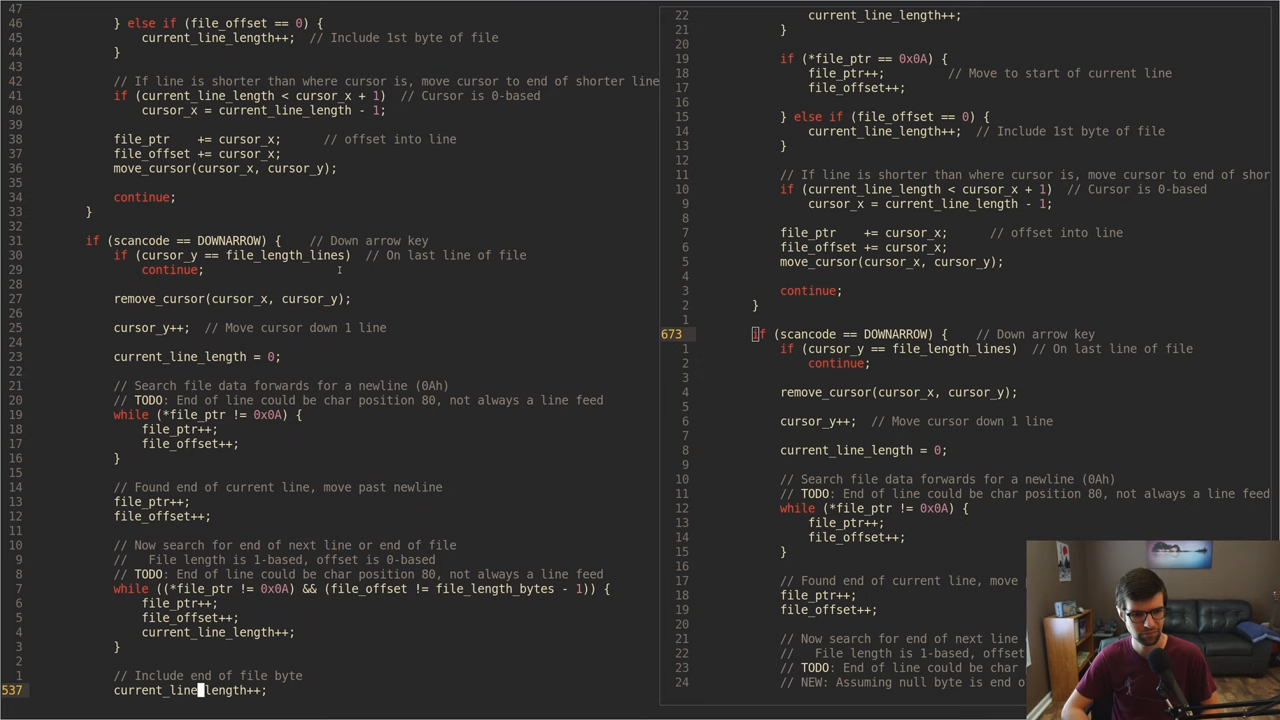 47
46 } else if (file_offset == 0) {
45 current_line_length++; // Include 1st byte of file
44 }
43
42 // If line is shorter than where cursor is, move cursor to end of shorter line
41 if (current_line_length < cursor_x + 1) // Cursor is 0-based
40 cursor_x = current_line_length - 1;
39
38 file_ptr += cursor_x; // offset into line
37 file_offset += cursor_x;
36 move_cursor(cursor_x, cursor_y);
35
34 continue;
33 }
32
31 if (scancode == DOWNARROW) { // Down arrow key
30 if (cursor_y == file_length_lines) // On last line of file
29 continue;
28
27 remove_cursor(cursor_x, cursor_y);
26
25 cursor_y++; // Move cursor down 1 line
24
23 current_line_length = 0;
22
21 // Search file data forwards for a newline (0Ah)
20 // TODO: End of line could be char position 80, not always a line feed
19 while (*file_ptr != 0x0A) {
18 file_ptr++;
17 file_offset++;
16 }
15
14 // Found end of current line, move past newline
13 file_ptr++;
12 file_offset++;
11
10 // Now search for end of next line or end of file
9 // File length is 1-based, offset is 0-based
8 // TODO: End of line could be char position 80, not always a line feed
7 while ((*file_ptr != 0x0A) && (file_offset != file_length_bytes - 1)) {
6 file_ptr++;
5 file_offset++;
4 current_line_length++;
3 }
2
1 // Include end of file byte
537 current_line_length++;
22 current_line_length++;
21 }
20
19 if (*file_ptr == 0x0A) {
18 file_ptr++; // Move to start of current line
17 file_offset++;
16
15 } else if (file_offset == 0) {
14 current_line_length++; // Include 1st byte of file
13 }
12
11 // If line is shorter than where cursor is, move cursor to end of shor
10 if (current_line_length < cursor_x + 1) // Cursor is 0-based
9 cursor_x = current_line_length - 1;
8
7 file_ptr += cursor_x; // offset into line
6 file_offset += cursor_x;
5 move_cursor(cursor_x, cursor_y);
4
3 continue;
2 }
1
673 if (scancode == DOWNARROW) { // Down arrow key
1 if (cursor_y == file_length_lines) // On last line of file
2 continue;
3
4 remove_cursor(cursor_x, cursor_y);
5
6 cursor_y++; // Move cursor down 1 line
7
8 current_line_length = 0;
9
10 // Search file data forwards for a newline (0Ah)
11 // TODO: End of line could be char position 80, not always a line feed
12 while (*file_ptr != 0x0A) {
13 file_ptr++;
14 file_offset++;
15 }
16
17 // Found end of current line, move
18 file_ptr++;
19 file_offset++;
20
21 // Now search for end of next line
22 // File length is 1-based, offset
23 // TODO: End of line could be char
24 // NEW: Assuming null byte is end o